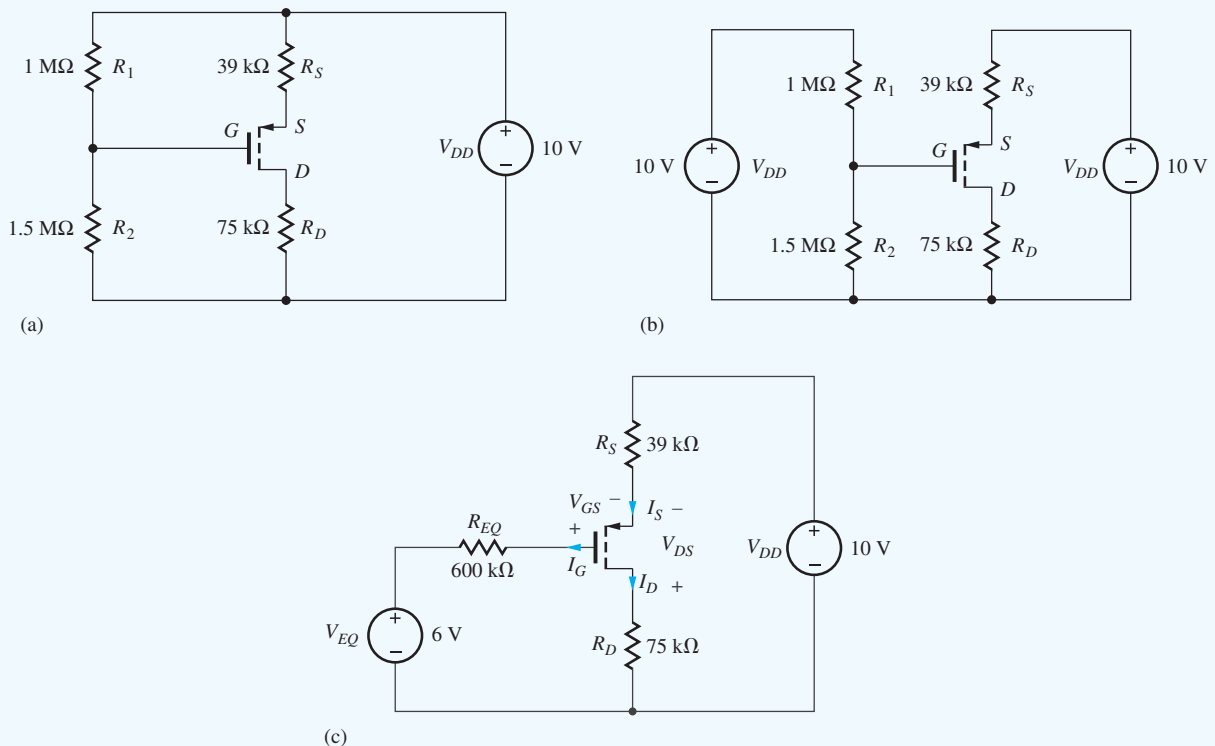 1 MΩ R1 39 kΩ RS
G S
D
VDD + − 10 V
1.5 MΩ R2 75 kΩ RD
(a)
1 MΩ R1 39 kΩ RS
G S
D
10 V + − VDD
VDD + − 10 V
1.5 MΩ R2 75 kΩ RD
(b)
RS 39 kΩ
VGS − IS −
REQ +
600 kΩ IG
VDS
ID +
VDD + − 10 V
VEQ + − 6 V
RD 75 kΩ
(c)